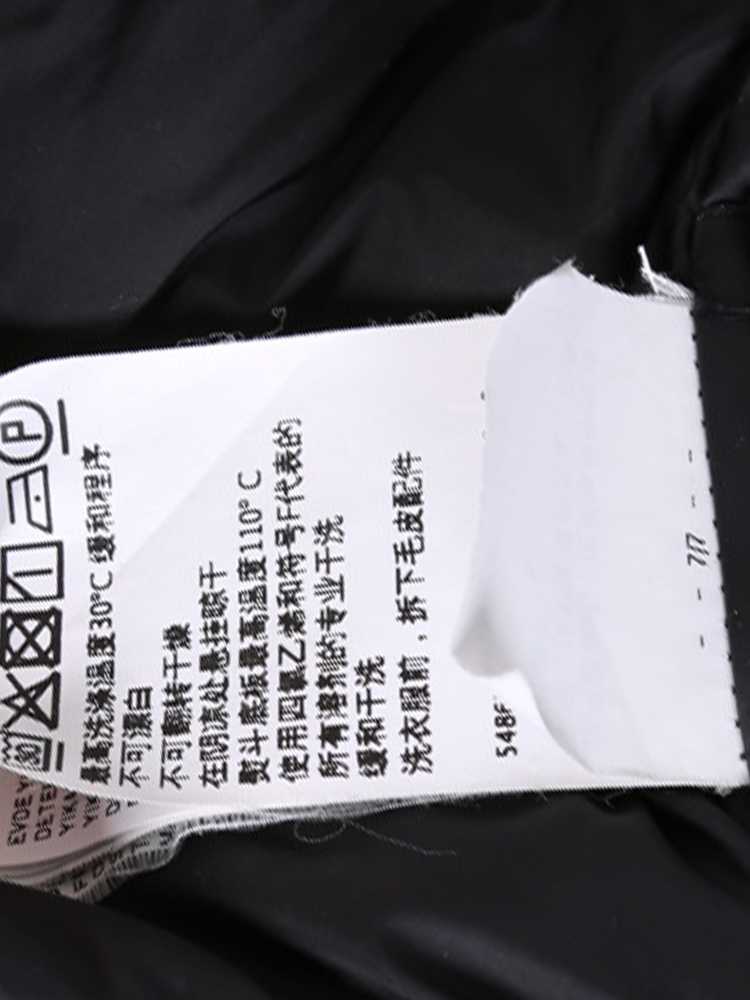 最高洗涤温度30°C 缓和程序
不可漂白
不可翻转干燥
在阴凉处悬挂晾干
熨斗底板最高温度110° C
使用四氯乙烯和符号F代表的
所有溶剂的专业干洗
缓和干洗
洗衣服前，拆下毛皮配件
548F
- - 7/7 - -
EVDE Y
DETE
YIKA